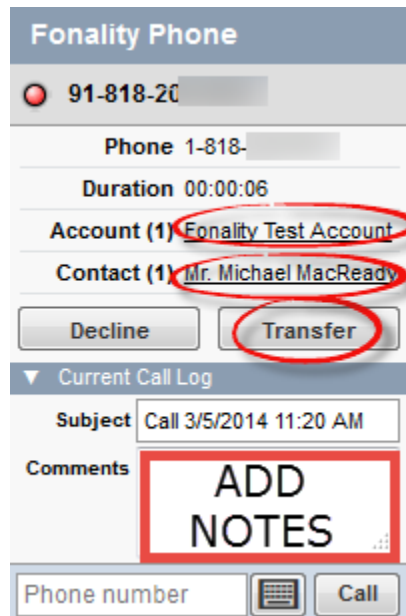 Fonality Phone
91-818-20
Phone 1-818-
Duration 00:00:06
Account (1) Fonality Test Account
Contact (1) Mr. Michael MacReady
Decline Transfer
▼ Current Call Log
Subject Call 3/5/2014 11:20 AM
Comments ADD
NOTES
Phone number Call